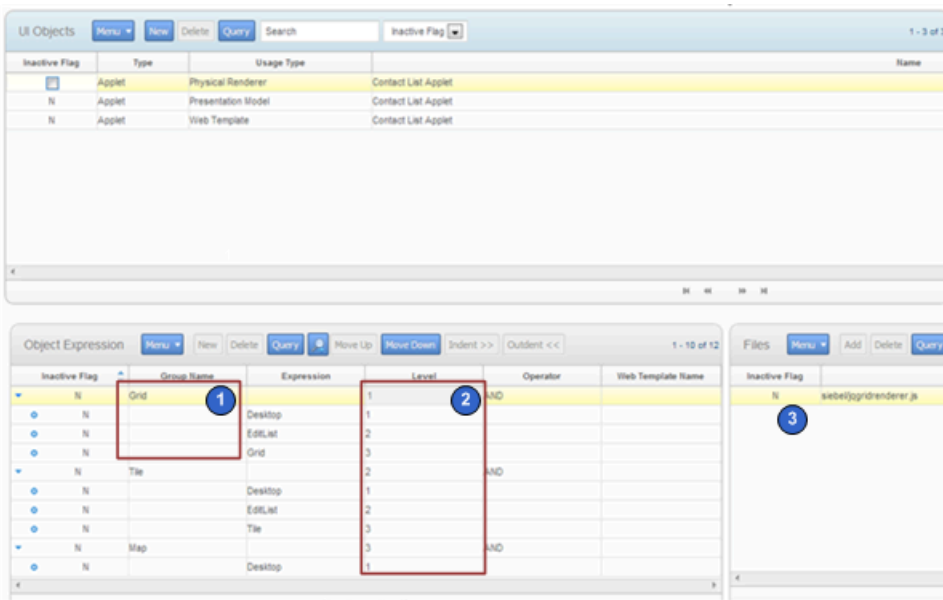 UI Objects Menu New Delete Query Search Inactive Flag 1 - 3 of 3
Inactive Flag Type Usage Type Name
Applet Physical Renderer Contact List Applet
N Applet Presentation Model Contact List Applet
N Applet Web Template Contact List Applet
Object Expression Menu New Delete Query Move Up Move Down Indent >> Outdent << 1 - 10 of 12
Inactive Flag Group Name Expression Level Operator Web Template Name
N Grid 1 AND
N Desktop 1
N EditList 2
N Grid 3
N Tile 2 AND
N Desktop 1
N EditList 2
N Tile 3
N Map 3 AND
N Desktop 1
1
2
Files Menu Add Delete Query
Inactive Flag
N siebel/jqgridrenderer.js
3